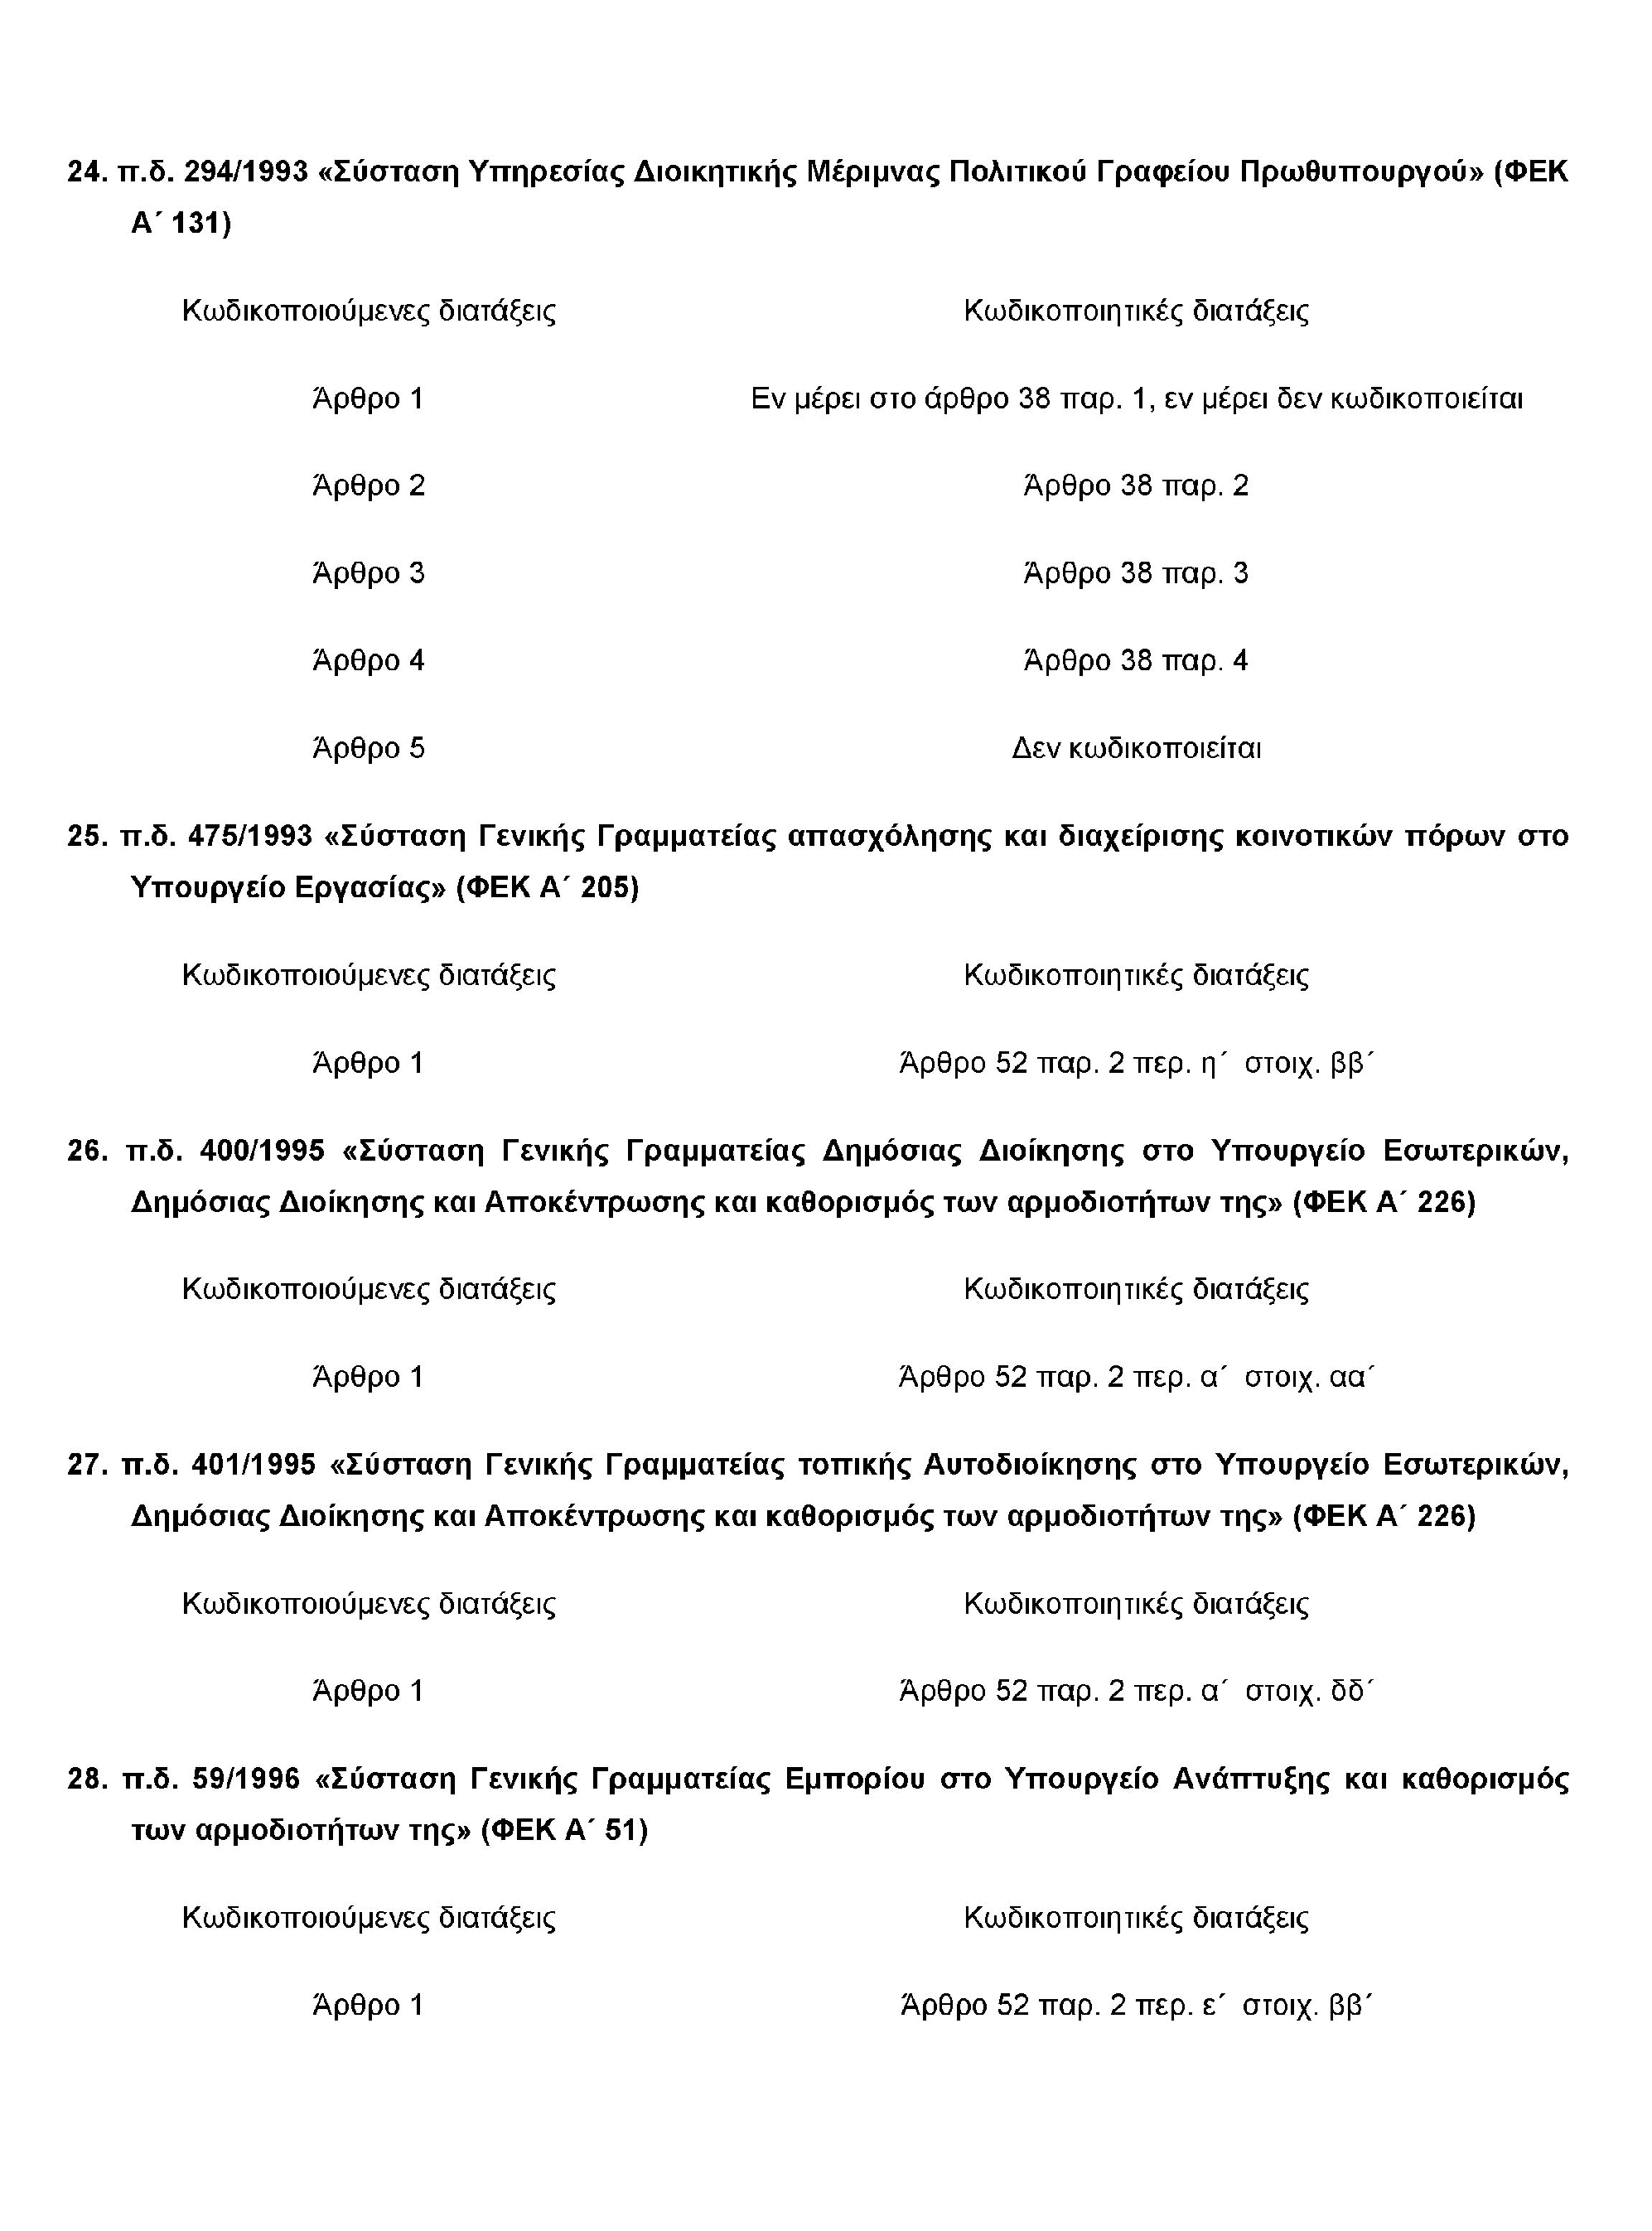 24. π.δ. 294/1993 «Σύσταση Υπηρεσίας Διοικητικής Μέριμνας Πολιτικού Γραφείου Πρωθυπουργού» (ΦΕΚ
Α΄ 131)
Κωδικοποιούμενες διατάξεις Κωδικοποιητικές διατάξεις
Άρθρο 1 Εν μέρει στο άρθρο 38 παρ. 1, εν μέρει δεν κωδικοποιείται
Άρθρο 2 Άρθρο 38 παρ. 2
Άρθρο 3 Άρθρο 38 παρ. 3
Άρθρο 4 Άρθρο 38 παρ. 4
Άρθρο 5 Δεν κωδικοποιείται
25. π.δ. 475/1993 «Σύσταση Γενικής Γραμματείας απασχόλησης και διαχείρισης κοινοτικών πόρων στο
Υπουργείο Εργασίας» (ΦΕΚ Α΄ 205)
Κωδικοποιούμενες διατάξεις Κωδικοποιητικές διατάξεις
Άρθρο 1 Άρθρο 52 παρ. 2 περ. η΄ στοιχ. ββ΄
26. π.δ. 400/1995 «Σύσταση Γενικής Γραμματείας Δημόσιας Διοίκησης στο Υπουργείο Εσωτερικών,
Δημόσιας Διοίκησης και Αποκέντρωσης και καθορισμός των αρμοδιοτήτων της» (ΦΕΚ Α΄ 226)
Κωδικοποιούμενες διατάξεις Κωδικοποιητικές διατάξεις
Άρθρο 1 Άρθρο 52 παρ. 2 περ. α΄ στοιχ. αα΄
27. π.δ. 401/1995 «Σύσταση Γενικής Γραμματείας τοπικής Αυτοδιοίκησης στο Υπουργείο Εσωτερικών,
Δημόσιας Διοίκησης και Αποκέντρωσης και καθορισμός των αρμοδιοτήτων της» (ΦΕΚ Α΄ 226)
Κωδικοποιούμενες διατάξεις Κωδικοποιητικές διατάξεις
Άρθρο 1 Άρθρο 52 παρ. 2 περ. α΄ στοιχ. δδ΄
28. π.δ. 59/1996 «Σύσταση Γενικής Γραμματείας Εμπορίου στο Υπουργείο Ανάπτυξης και καθορισμός
των αρμοδιοτήτων της» (ΦΕΚ Α΄ 51)
Κωδικοποιούμενες διατάξεις Κωδικοποιητικές διατάξεις
Άρθρο 1 Άρθρο 52 παρ. 2 περ. ε΄ στοιχ. ββ΄